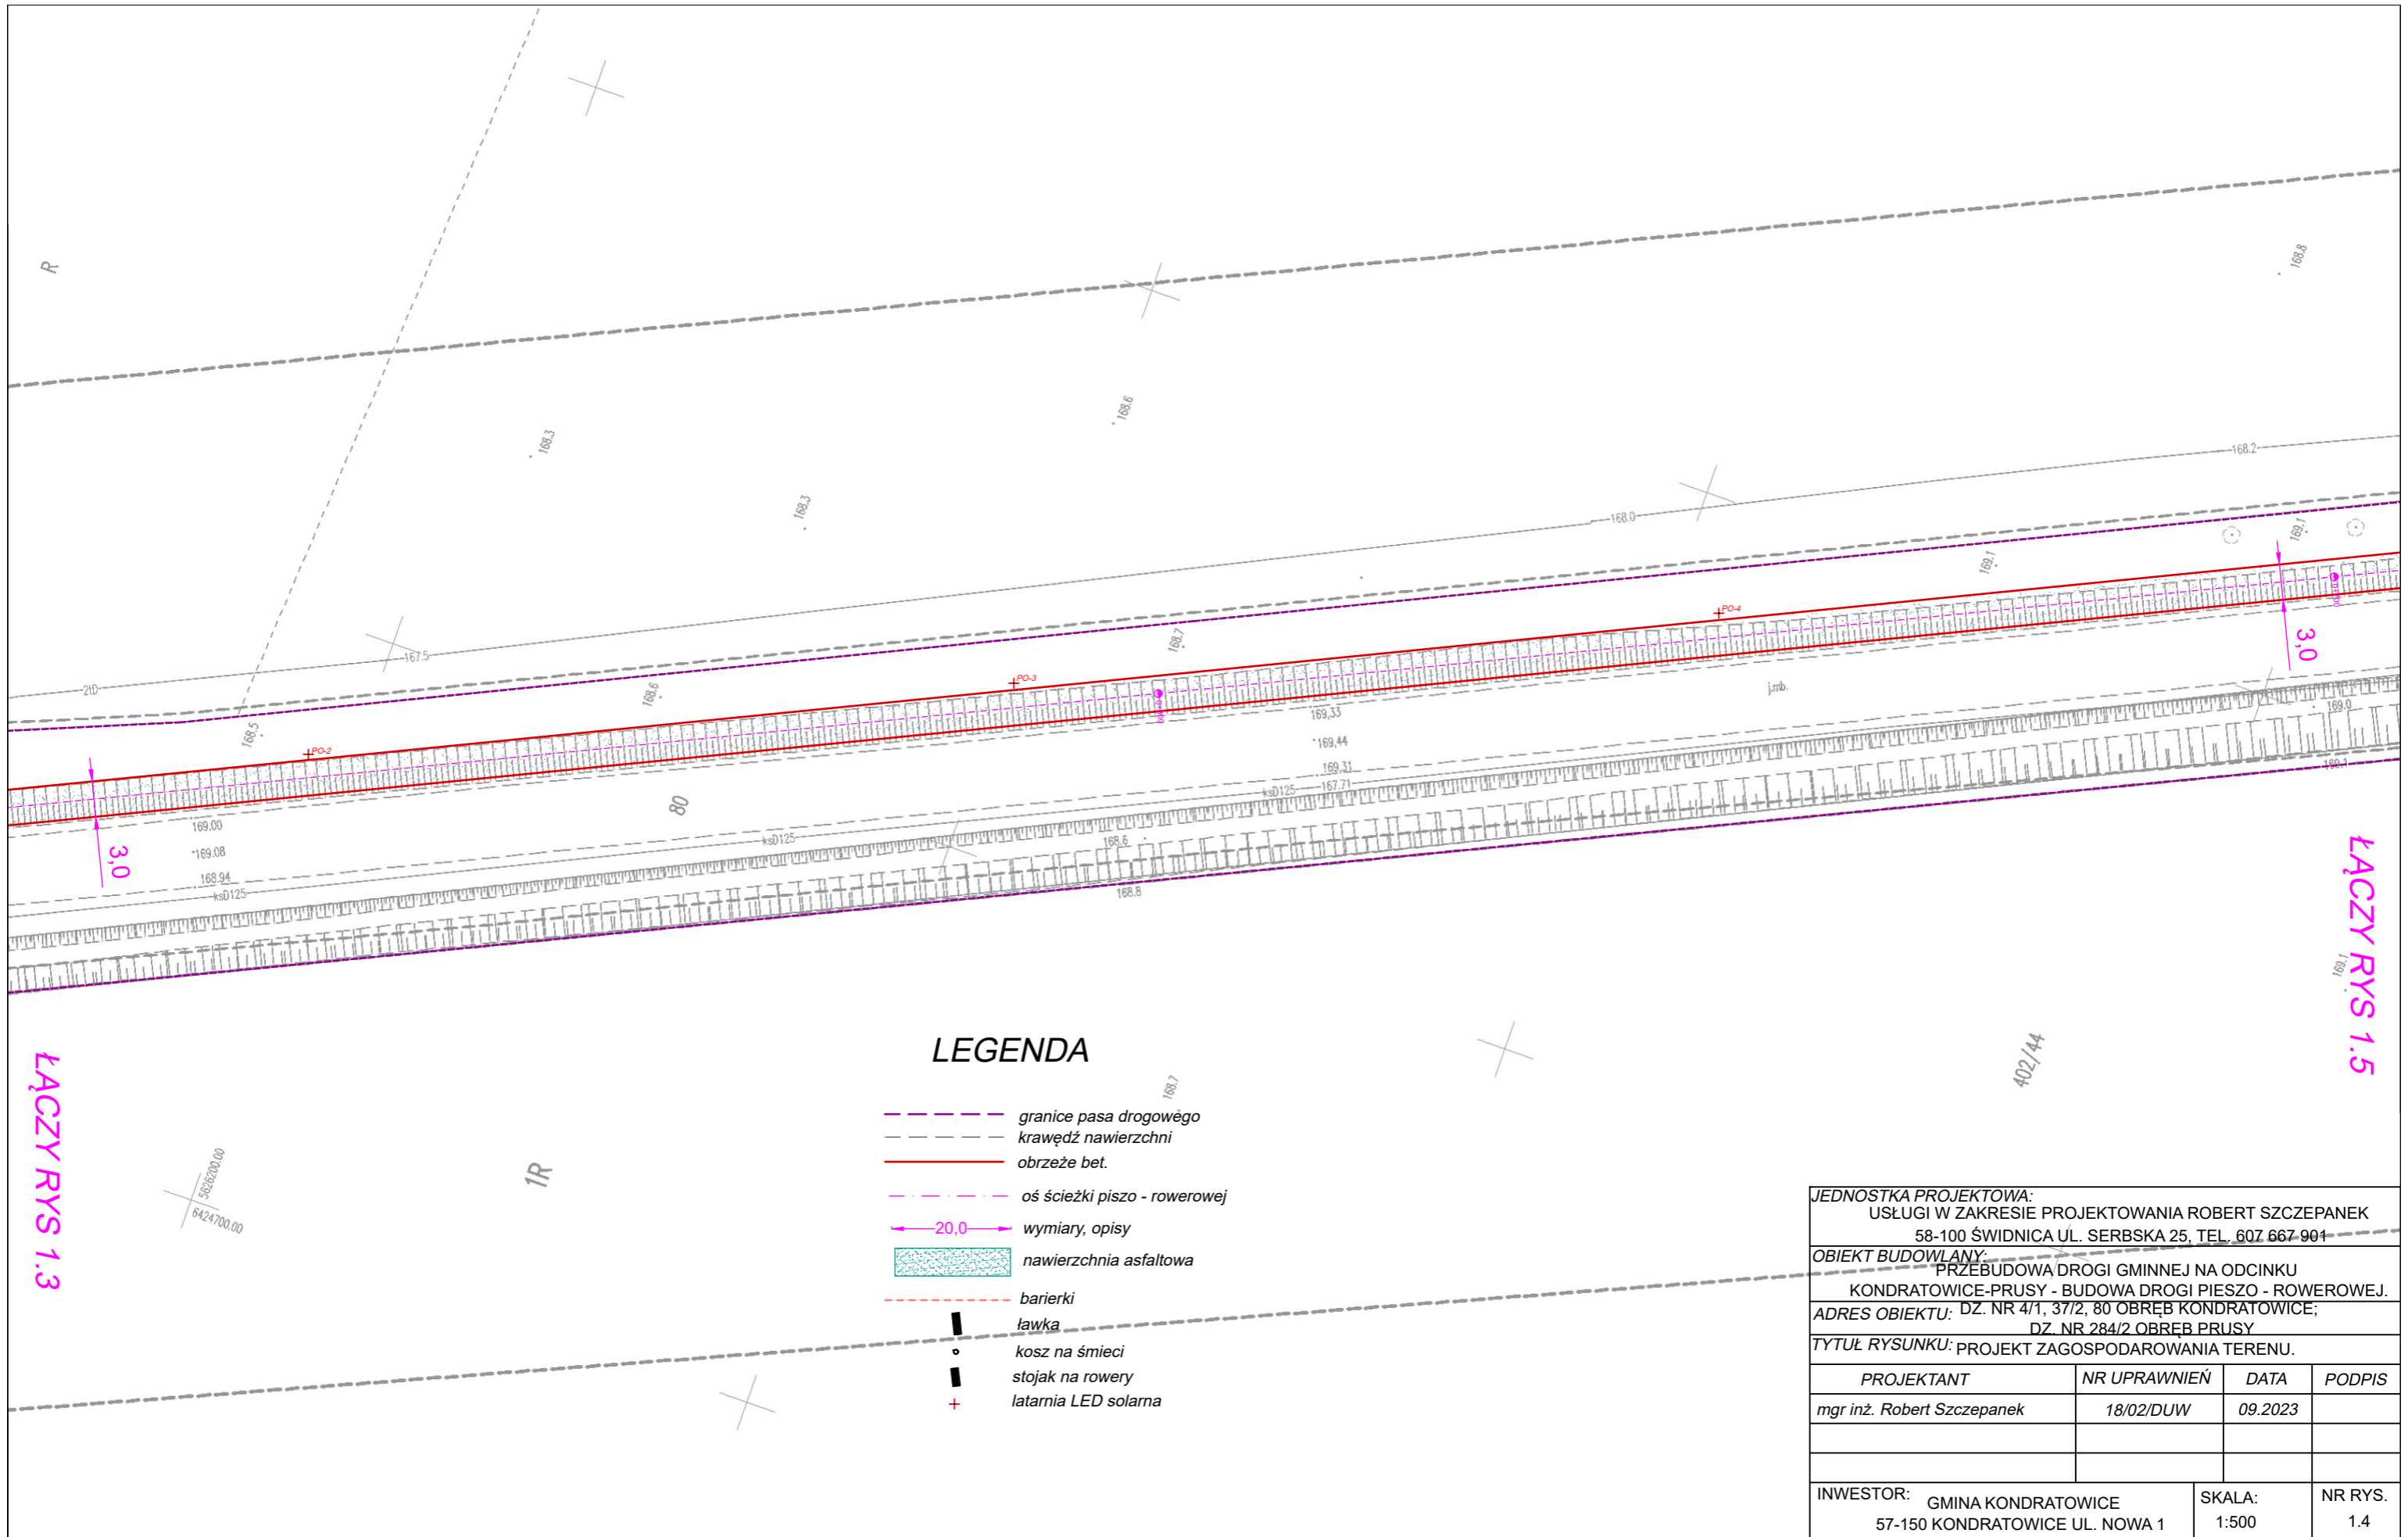 R
168.8
168.6
168.3
168.3
168.2
168.0
169.1
169.1
167.5
21D
168.7
168.6
168.5
PO-4
PO-3
PO-2
3,0
j.mb.
169,33
169,44
169.31
169.0
ksD125
167.71
169.1
80
169.00
169.08
168.94
3,0
ksD125
168.6
ksD125
168.8
ŁĄCZY RYS 1.5
169.1
402/44
168.7
ŁĄCZY RYS 1.3
5626200.00
6424700.00
1R
LEGENDA
granice pasa drogowego
krawędź nawierzchni
obrzeże bet.
oś ścieżki piszo - rowerowej
20,0 wymiary, opisy
nawierzchnia asfaltowa
barierki
ławka
kosz na śmieci
stojak na rowery
latarnia LED solarna
JEDNOSTKA PROJEKTOWA:
USŁUGI W ZAKRESIE PROJEKTOWANIA ROBERT SZCZEPANEK
58-100 ŚWIDNICA UL. SERBSKA 25, TEL. 607 667 901
OBIEKT BUDOWLANY:
PRZEBUDOWA DROGI GMINNEJ NA ODCINKU
KONDRATOWICE-PRUSY - BUDOWA DROGI PIESZO - ROWEROWEJ.
ADRES OBIEKTU: DZ. NR 4/1, 37/2, 80 OBRĘB KONDRATOWICE;
DZ. NR 284/2 OBRĘB PRUSY
TYTUŁ RYSUNKU: PROJEKT ZAGOSPODAROWANIA TERENU.
PROJEKTANT NR UPRAWNIEŃ DATA PODPIS
mgr inż. Robert Szczepanek 18/02/DUW 09.2023
INWESTOR: GMINA KONDRATOWICE
57-150 KONDRATOWICE UL. NOWA 1
SKALA:
1:500
NR RYS.
1.4